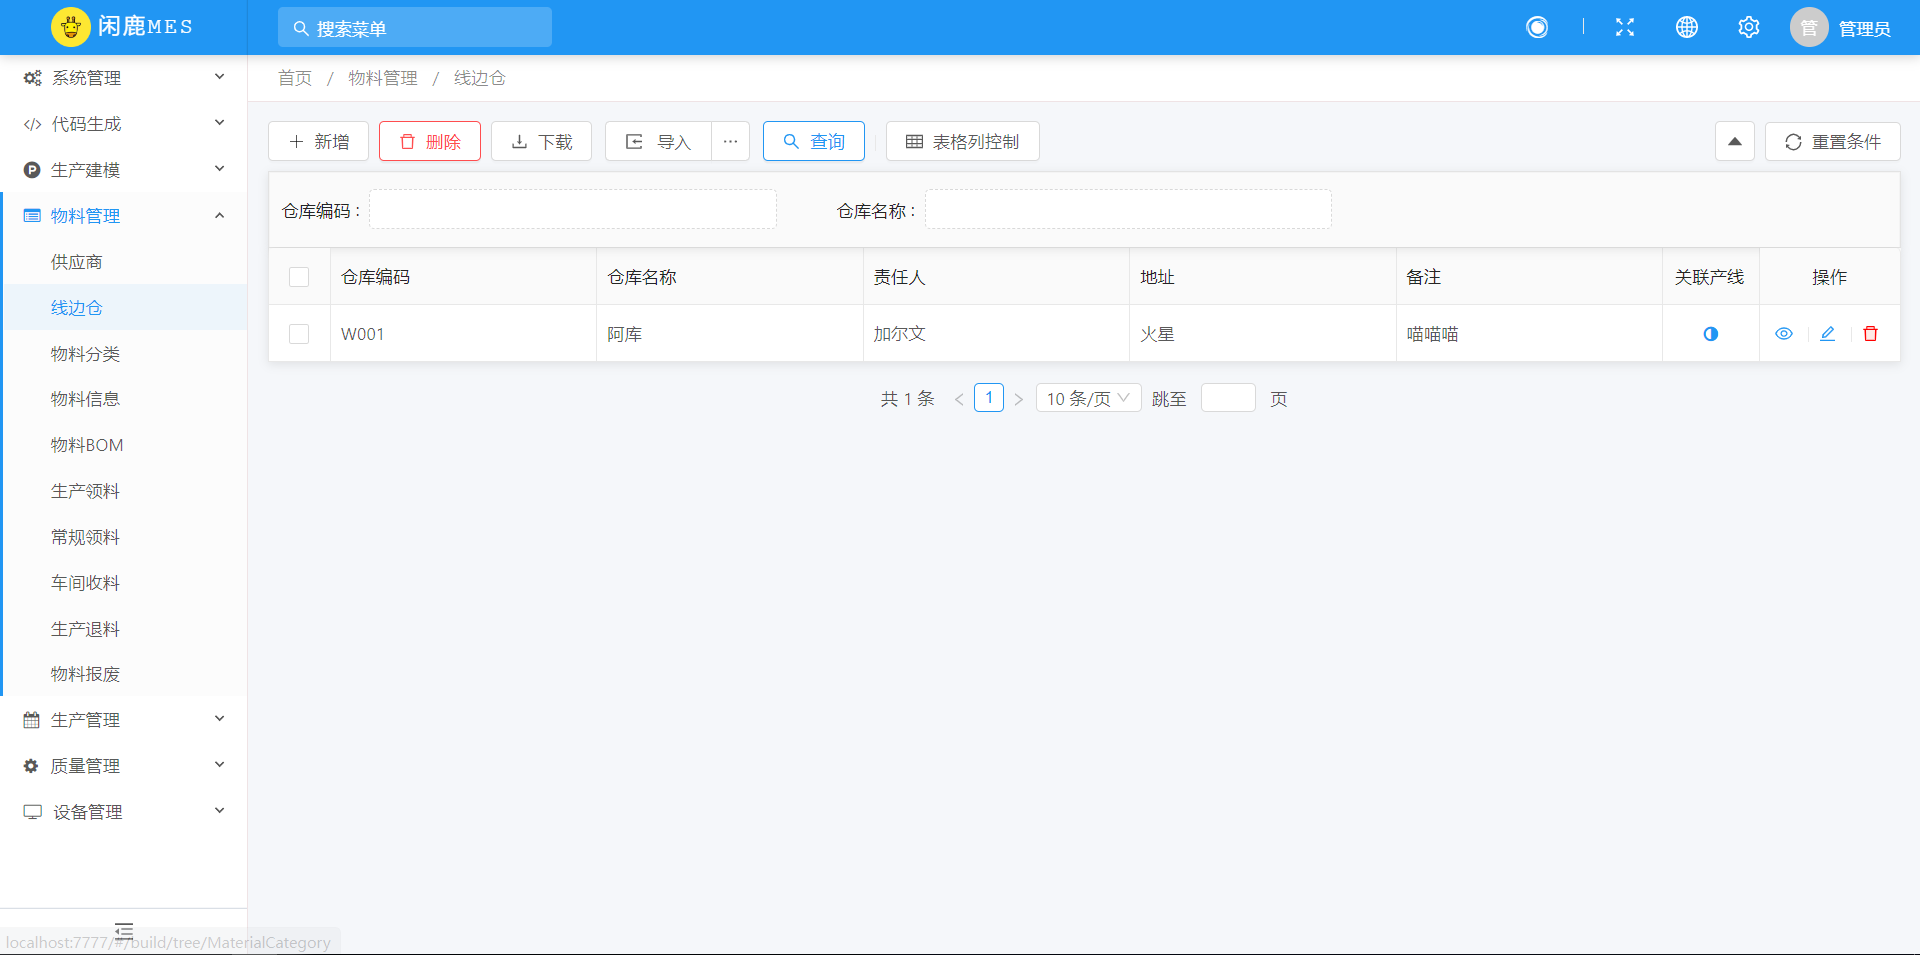 闲鹿MES
搜索菜单
管 管理员
系统管理
代码生成
生产建模
物料管理
供应商
线边仓
物料分类
物料信息
物料BOM
生产领料
常规领料
车间收料
生产退料
物料报废
生产管理
质量管理
设备管理
localhost:7777/#/build/tree/MaterialCategory
首页 / 物料管理 / 线边仓
新增 删除 下载 导入 ··· 查询 表格列控制 重置条件
仓库编码 : 仓库名称 :
仓库编码 仓库名称 责任人 地址 备注 关联产线 操作
W001 阿库 加尔文 火星 喵喵喵
共 1 条 < 1 > 10 条/页 跳至 页